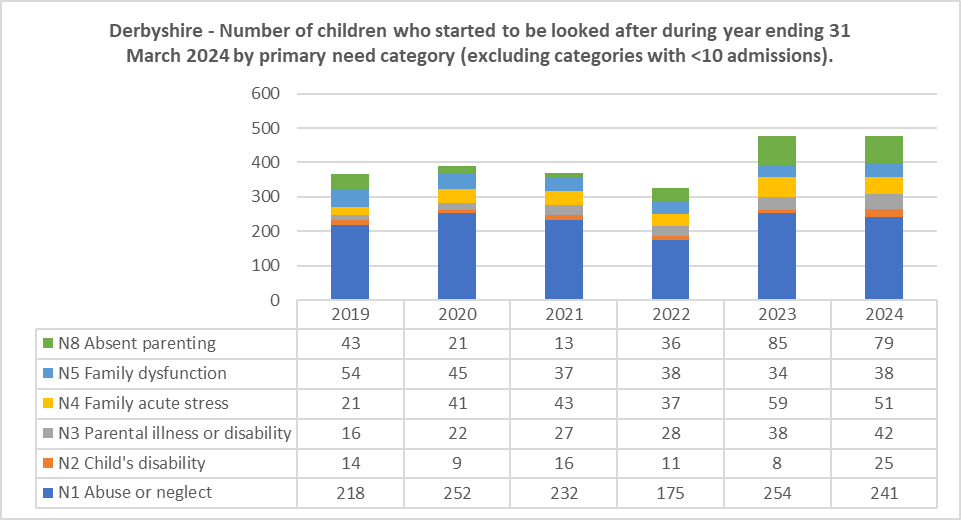 Derbyshire - Number of children who started to be looked after during year ending 31
March 2024 by primary need category (excluding categories with <10 admissions).
600
500
400
300
200
100
0
2019 2020 2021 2022 2023 2024
N8 Absent parenting 43 21 13 36 85 79
N5 Family dysfunction 54 45 37 38 34 38
N4 Family acute stress 21 41 43 37 59 51
N3 Parental illness or disability 16 22 27 28 38 42
N2 Child's disability 14 9 16 11 8 25
N1 Abuse or neglect 218 252 232 175 254 241